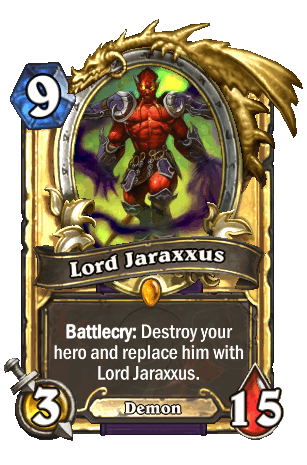 9
Lord Jaraxxus
Battlecry: Destroy your
hero and replace him with
Lord Jaraxxus.
3
Demon
15